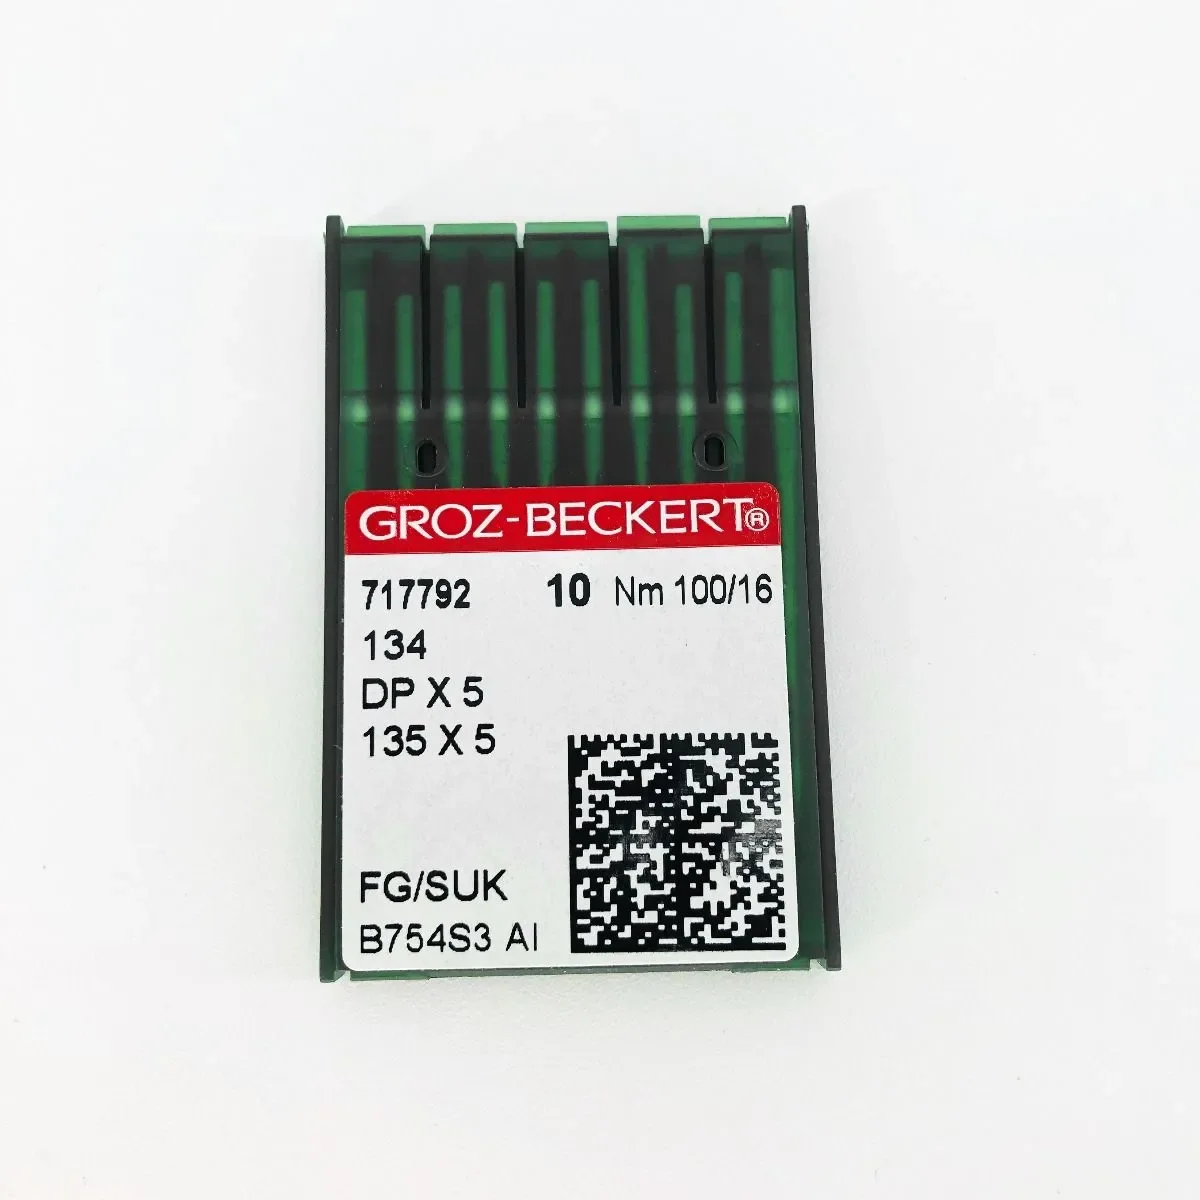 GROZ-BECKERT®
717792 10 Nm 100/16
134
DP X 5
135 X 5
FG/SUK
B754S3 AI